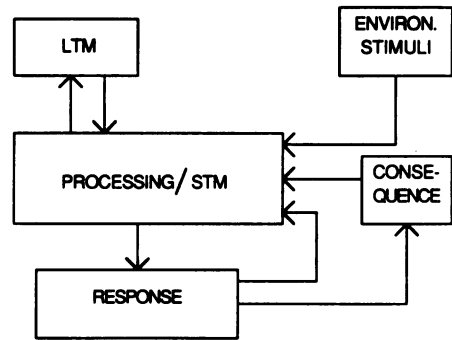 LTM
ENVIRON.
STIMULI
PROCESSING/ STM
CONSE-
QUENCE
RESPONSE